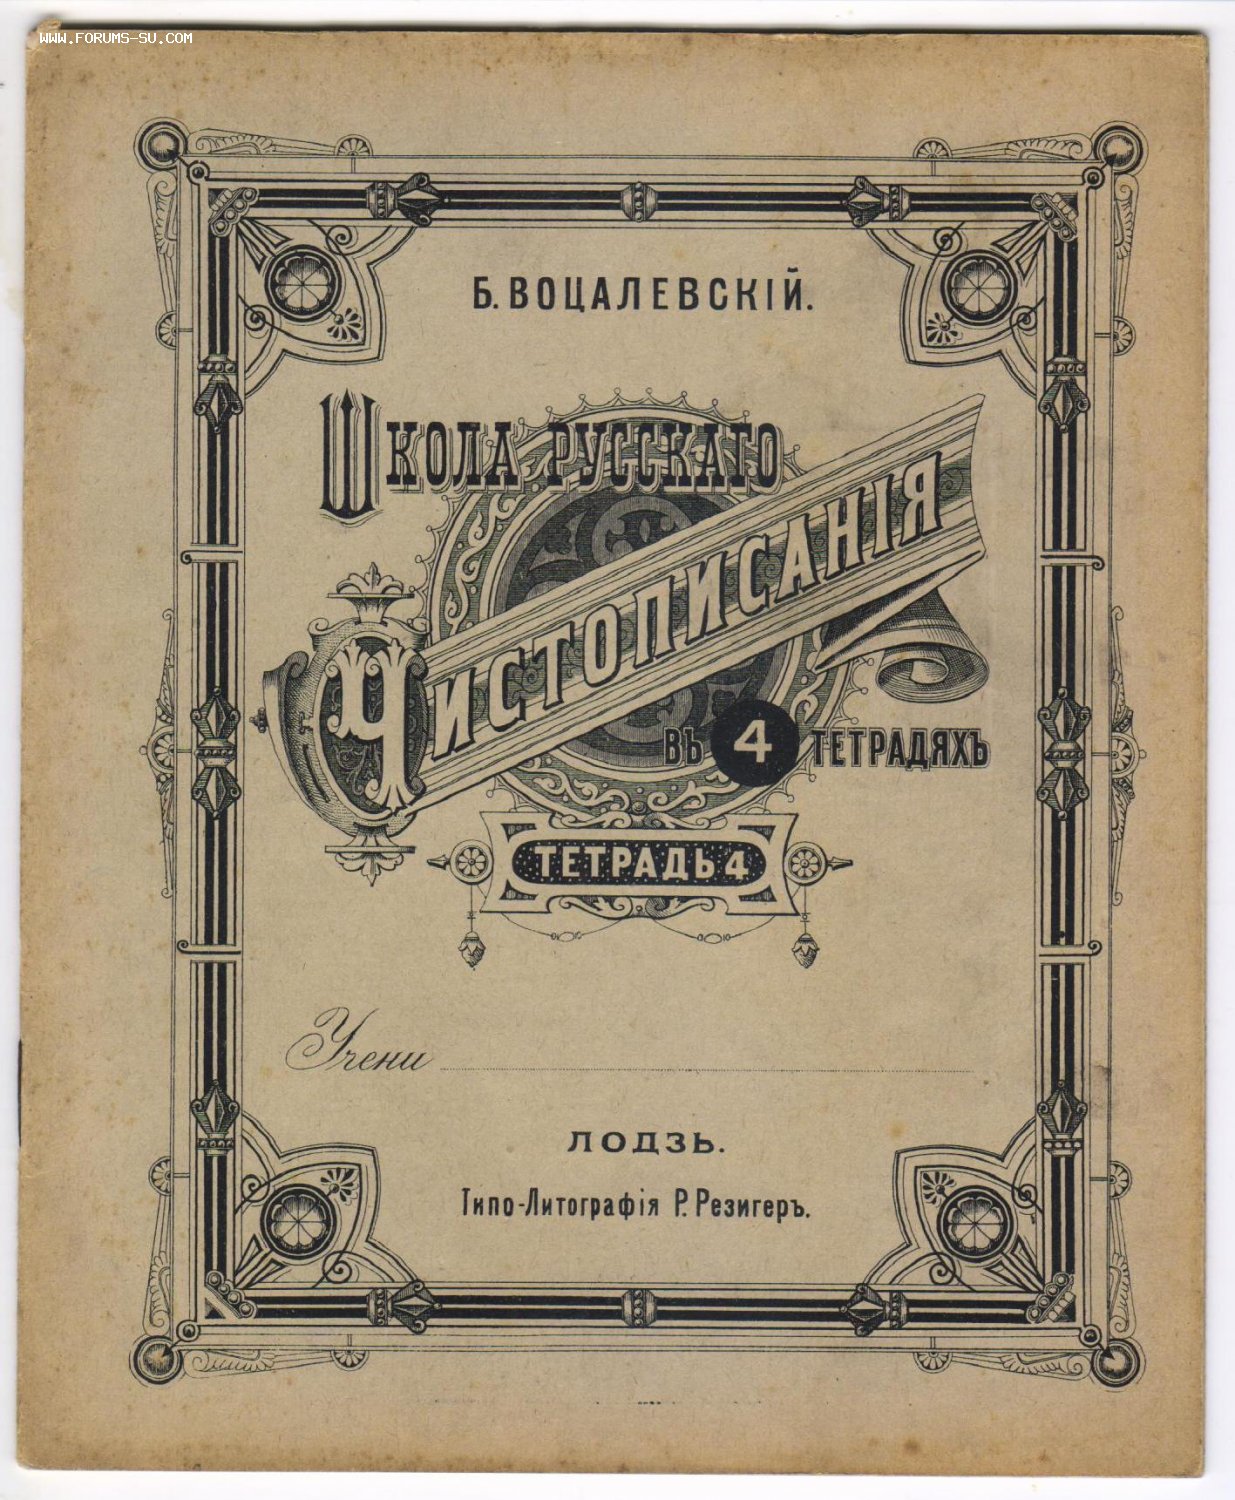 WWW.FORUMS-SU.COM
Б. ВОЦАЛЕВСКІЙ.
ШКОЛА РУССКАГО
ЧИСТОПИСАНІЯ
ВЪ 4 ТЕТРАДЯХЪ
ТЕТРАДЬ 4
Учени
ЛОДЗЬ.
Типо-Литографія Р. Резигеръ.